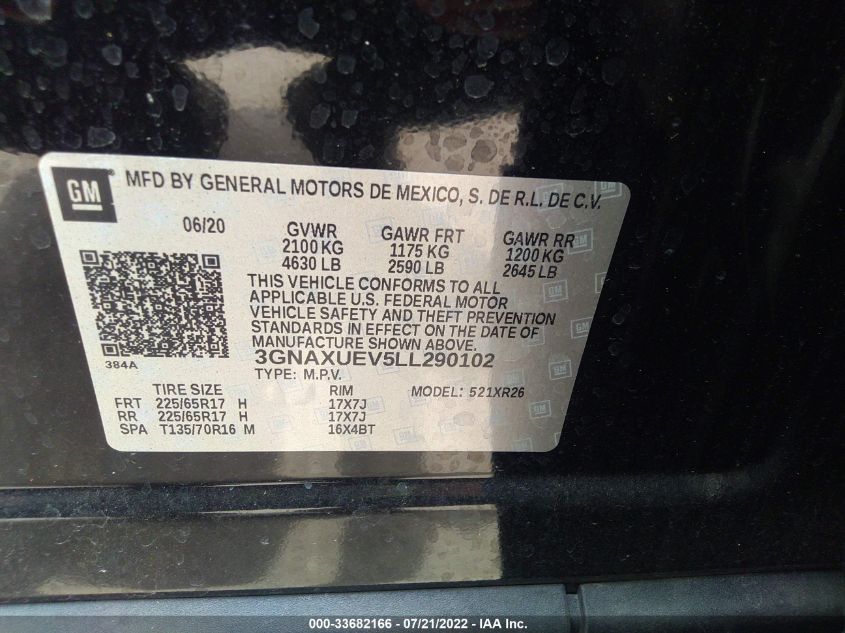 GM MFD BY GENERAL MOTORS DE MEXICO, S. DE R.L. DE C.V.
06/20 GVWR GAWR FRT GAWR RR
2100 KG 1175 KG 1200 KG
4630 LB 2590 LB 2645 LB
THIS VEHICLE CONFORMS TO ALL
APPLICABLE U.S. FEDERAL MOTOR
VEHICLE SAFETY AND THEFT PREVENTION
STANDARDS IN EFFECT ON THE DATE OF
MANUFACTURE SHOWN ABOVE.
384A 3GNAXUEV5LL290102
TYPE: M.P.V. MODEL: 521XR26
TIRE SIZE RIM
FRT 225/65R17 H 17X7J
RR 225/65R17 H 17X7J
SPA T135/70R16 M 16X4BT
000-33682166 - 07/21/2022 - IAA Inc.